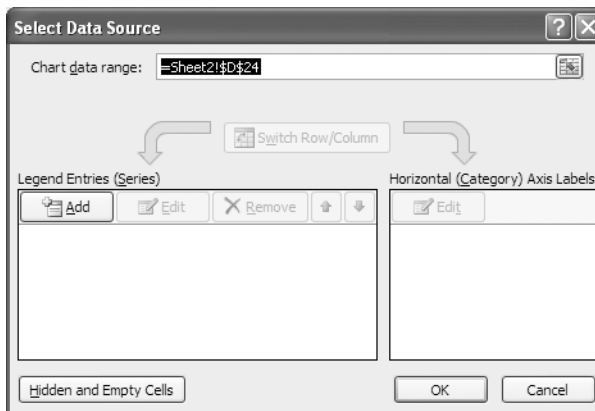 Select Data Source
Chart data range: =Sheet2!$D$24
Switch Row/Column
Legend Entries (Series)
Horizontal (Category) Axis Labels
Add Edit Remove
Edit
Hidden and Empty Cells
OK Cancel